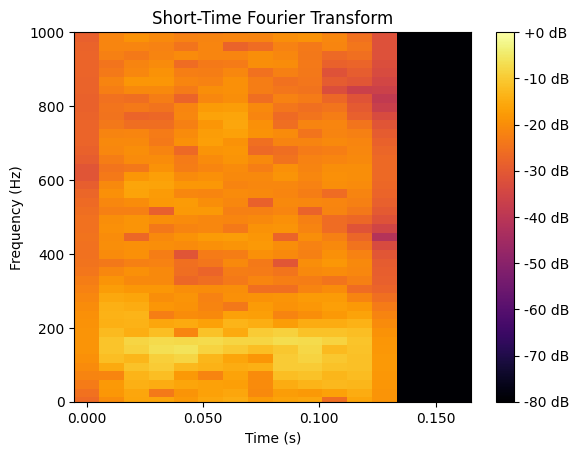 Short-Time Fourier Transform
1000
800
600
400
200
0
Frequency (Hz)
0.000
0.050
0.100
0.150
Time (s)
+0 dB
-10 dB
-20 dB
-30 dB
-40 dB
-50 dB
-60 dB
-70 dB
-80 dB